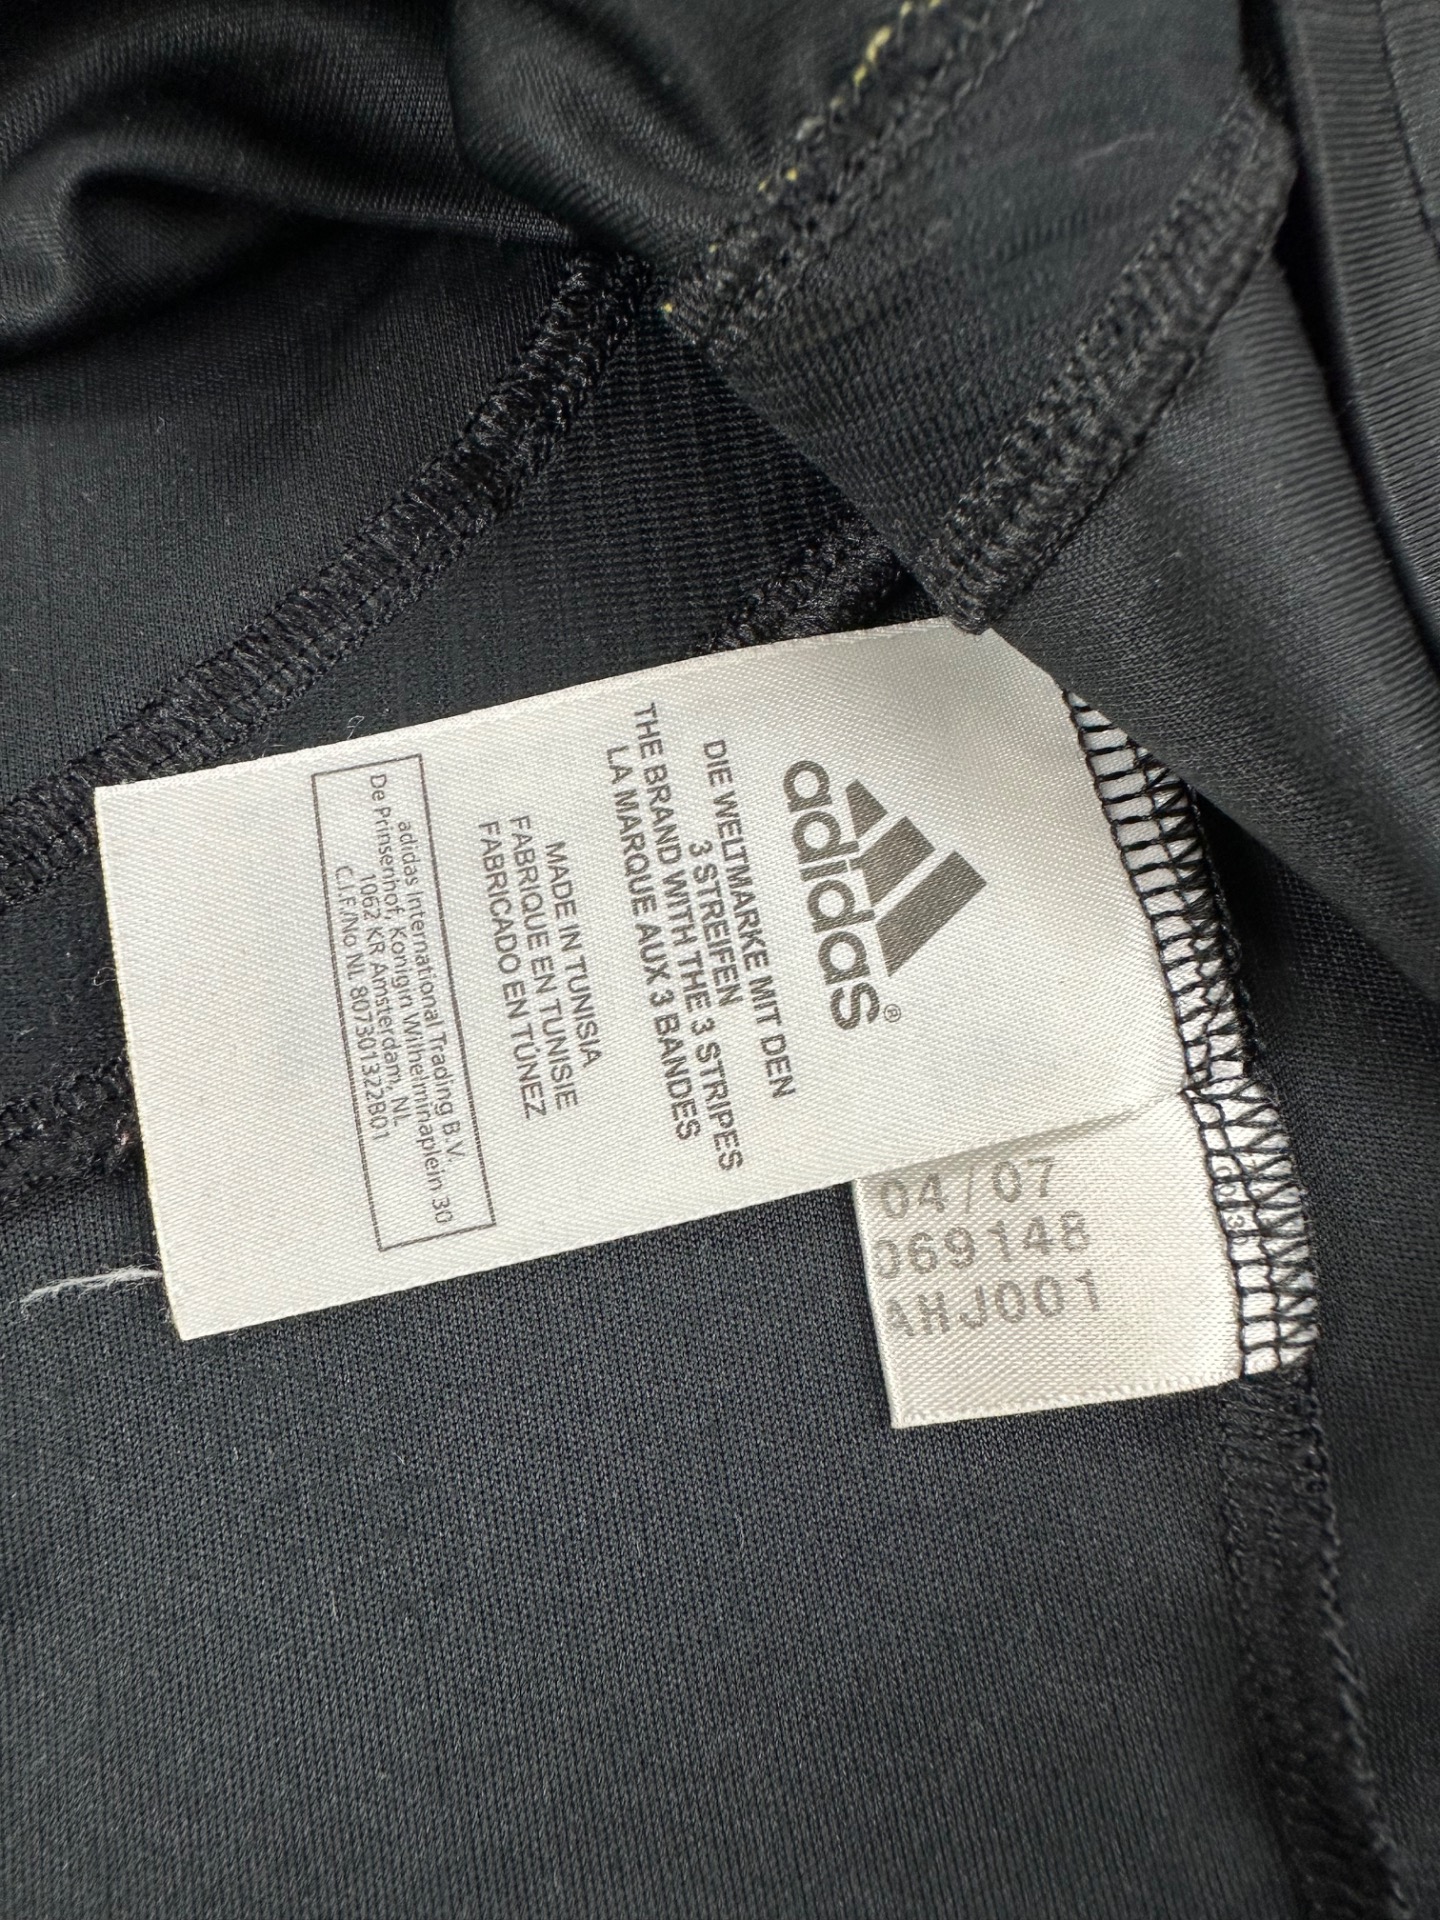 adidas®
DIE WELTMARKE MIT DEN
3 STREIFEN
THE BRAND WITH THE 3 STRIPES
LA MARQUE AUX 3 BANDES
MADE IN TUNISIA
FABRIQUE EN TUNISIE
FABRICADO EN TÚNEZ
adidas International Trading B.V.
De Prinsenhof, Konigin Wilhelminaplein 30
1062 KR Amsterdam, NL
C.I.F./No NL 807301322B01
04/07
069148
AHJ001